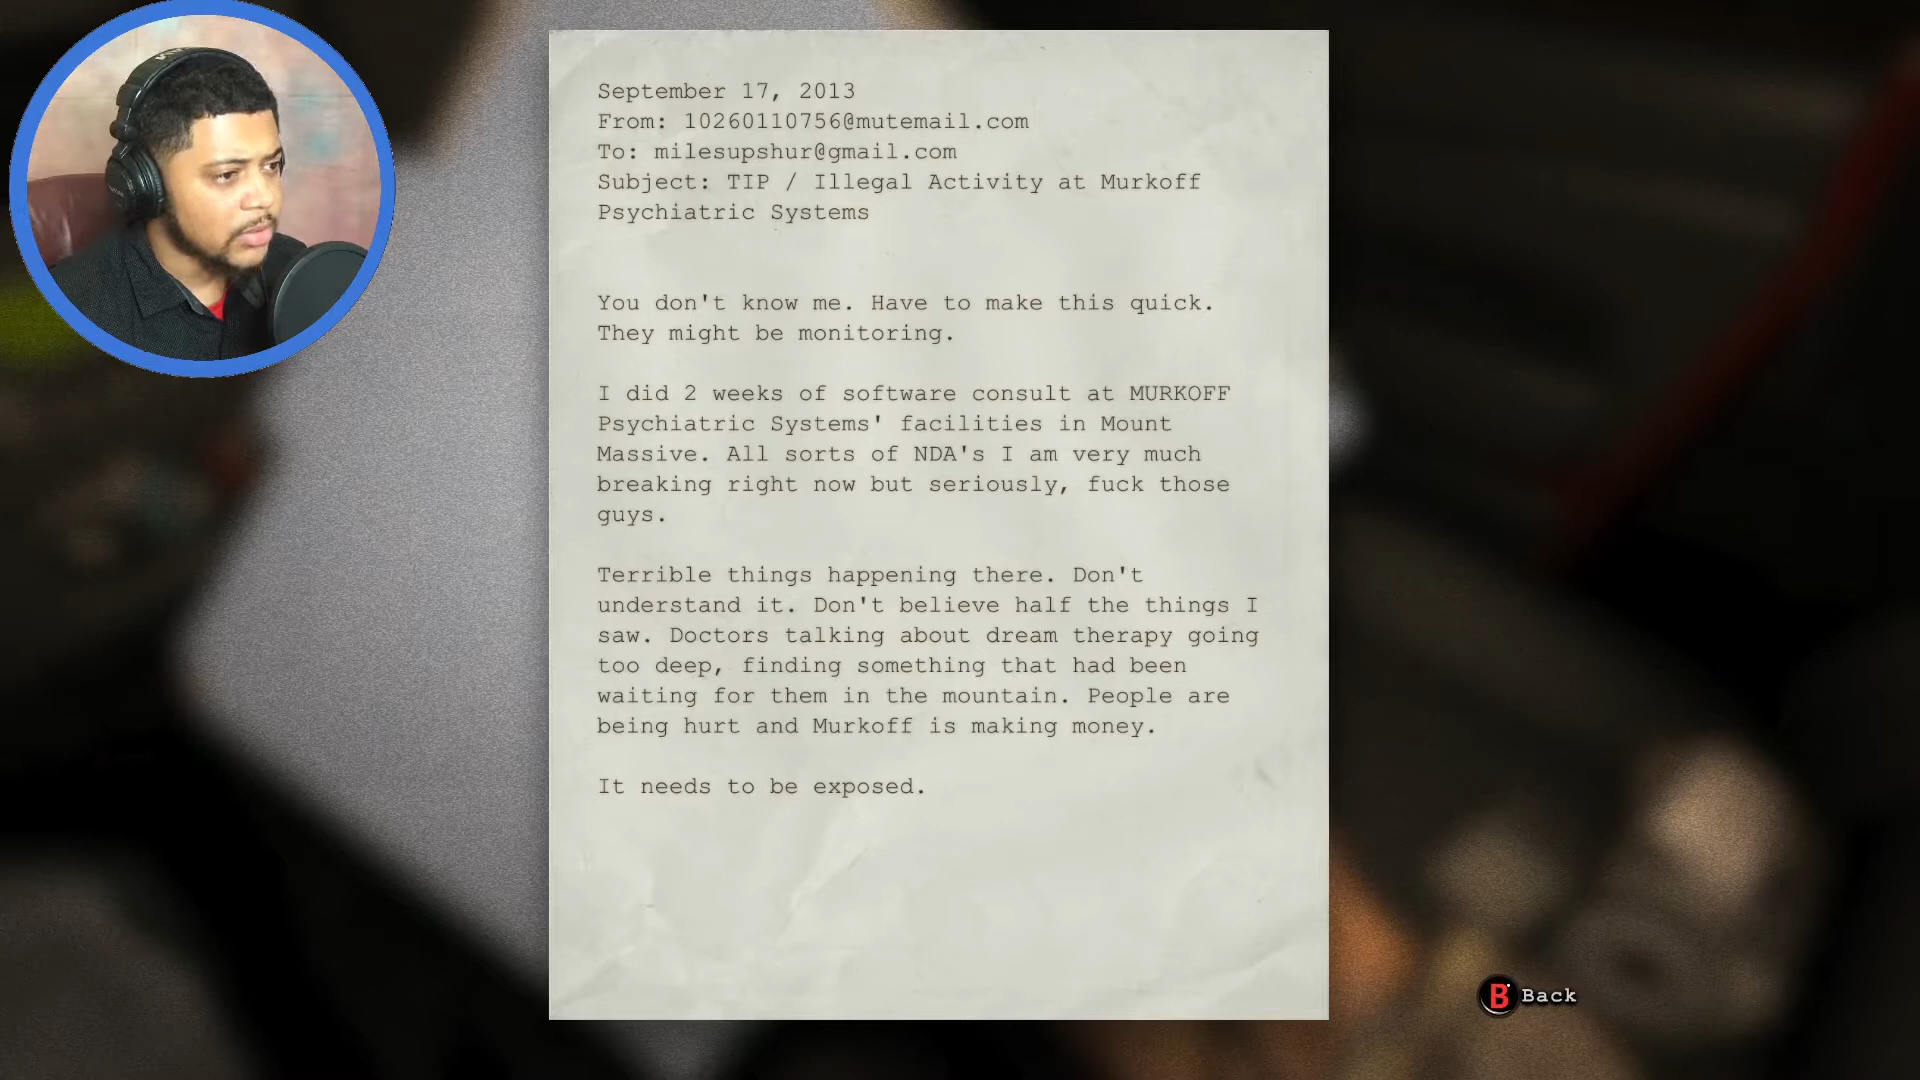 September 17, 2013
From: 10260110756@mutemail.com
To: milesupshur@gmail.com
Subject: TIP / Illegal Activity at Murkoff
Psychiatric Systems
You don't know me. Have to make this quick.
They might be monitoring.
I did 2 weeks of software consult at MURKOFF
Psychiatric Systems' facilities in Mount
Massive. All sorts of NDA's I am very much
breaking right now but seriously, fuck those
guys.
Terrible things happening there. Don't
understand it. Don't believe half the things I
saw. Doctors talking about dream therapy going
too deep, finding something that had been
waiting for them in the mountain. People are
being hurt and Murkoff is making money.
It needs to be exposed.
B Back